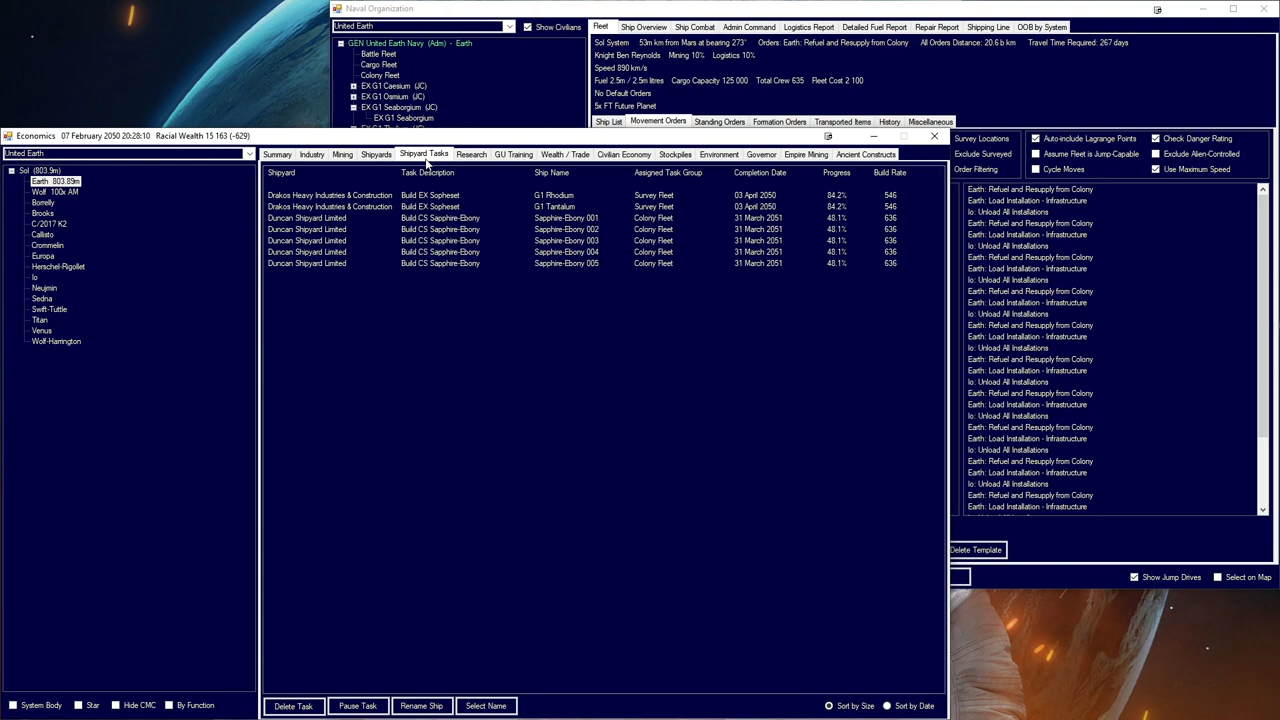 Naval Organization
United Earth
Show Civilians
Fleet Ship Overview Ship Combat Admin Command Logistics Report Detailed Fuel Report Repair Report Shipping Line OOB by System
GEN United Earth Navy (Adm) - Earth
Battle Fleet
Cargo Fleet
Colony Fleet
EX G1 Caesium (JC)
EX G1 Osmium (JC)
EX G1 Seaborgium (JC)
EX G1 Seaborgium
Sol System 53m km from Mars at bearing 273° Orders: Earth: Refuel and Resupply from Colony All Orders Distance: 20.6 b km Travel Time Required: 267 days
Knight Ben Reynolds Mining 10% Logistics 10%
Speed 890 km/s
Fuel 2.5m / 2.5m litres Cargo Capacity 125 000 Total Crew 635 Fleet Cost 2 100
No Default Orders
5x FT Future Planet
Ship List Movement Orders Standing Orders Formation Orders History Miscellaneous
Economics 07 February 2050 20:28:10 Racial Wealth 15 163 (-629)
United Earth
Summary Industry Mining Shipyards Shipyard Tasks Research GU Training Wealth / Trade Civilian Economy Stockpiles Environment Governor Empire Mining Ancient Constructs
Sol (803.9m)
Earth 803.89m
Wolf 100x AM
Borrelly
Brooks
C/2017 K2
Callisto
Crommelin
Europa
Herschel-Rigollet
Io
Neujmin
Sedna
Swift-Tuttle
Titan
Venus
Wolf-Harrington
Shipyard Task Description Ship Name Assigned Task Group Completion Date Progress Build Rate
Drakos Heavy Industries & Construction Build EX Sopheset G1 Rhodium Survey Fleet 03 April 2050 84.2% 546
Drakos Heavy Industries & Construction Build EX Sopheset G1 Tantalum Survey Fleet 03 April 2050 84.2% 546
Duncan Shipyard Limited Build CS Sapphire-Ebony Sapphire-Ebony 001 Colony Fleet 31 March 2051 48.1% 636
Duncan Shipyard Limited Build CS Sapphire-Ebony Sapphire-Ebony 002 Colony Fleet 31 March 2051 48.1% 636
Duncan Shipyard Limited Build CS Sapphire-Ebony Sapphire-Ebony 003 Colony Fleet 31 March 2051 48.1% 636
Duncan Shipyard Limited Build CS Sapphire-Ebony Sapphire-Ebony 004 Colony Fleet 31 March 2051 48.1% 636
Duncan Shipyard Limited Build CS Sapphire-Ebony Sapphire-Ebony 005 Colony Fleet 31 March 2051 48.1% 636
System Body Star Hide CMC By Function
Delete Task Pause Task Rename Ship Select Name
Sort by Size Sort by Date
Transported Items
Survey Locations Auto-include Lagrange Points Check Danger Rating
Exclude Surveyed Assume Fleet is Jump-Capable Exclude Alien-Controlled
Order Filtering Cycle Moves Use Maximum Speed
Earth: Refuel and Resupply from Colony
Earth: Load Installation - Infrastructure
Io: Unload All Installations
Earth: Refuel and Resupply from Colony
Earth: Load Installation - Infrastructure
Io: Unload All Installations
Earth: Refuel and Resupply from Colony
Earth: Load Installation - Infrastructure
Io: Unload All Installations
Earth: Refuel and Resupply from Colony
Earth: Load Installation - Infrastructure
Io: Unload All Installations
Earth: Refuel and Resupply from Colony
Earth: Load Installation - Infrastructure
Io: Unload All Installations
Earth: Refuel and Resupply from Colony
Earth: Load Installation - Infrastructure
Io: Unload All Installations
Earth: Refuel and Resupply from Colony
Earth: Load Installation - Infrastructure
Io: Unload All Installations
Earth: Refuel and Resupply from Colony
Earth: Load Installation - Infrastructure
Io: Unload All Installations
Earth: Refuel and Resupply from Colony
Earth: Load Installation - Infrastructure
Io: Unload All Installations
Earth: Refuel and Resupply from Colony
Earth: Load Installation - Infrastructure
Delete Template
Show Jump Drives Select on Map